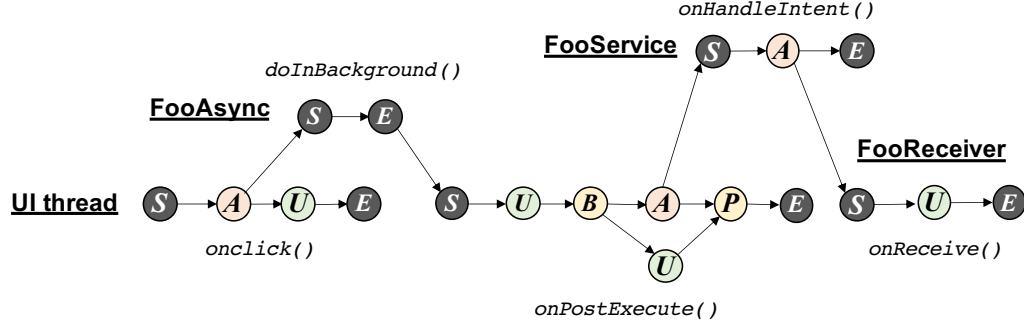 onHandleIntent()
FooService S A E
doInBackground()
FooAsync S E
FooReceiver
UI thread S A U E S U B A P E S U E
onclick() onReceive()
U
onPostExecute()